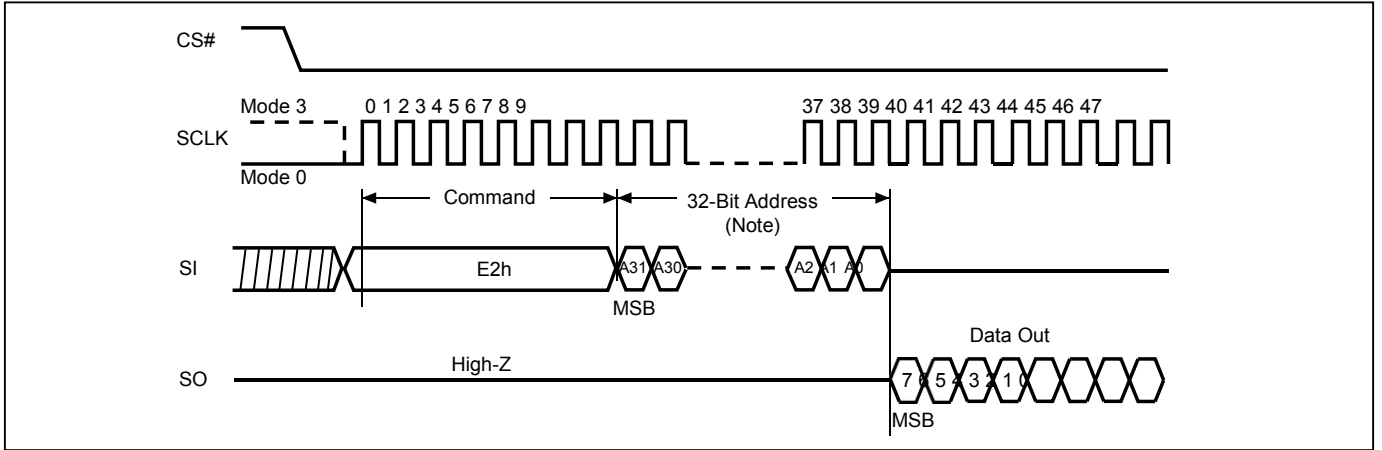 CS#
Mode 3
0 1 2 3 4 5 6 7 8 9
37 38 39 40 41 42 43 44 45 46 47
SCLK
Mode 0
Command
32-Bit Address
(Note)
SI
E2h
A31
A30
A2
A1
A0
MSB
Data Out
High-Z
SO
7 6 5 4 3 2 1 0
MSB